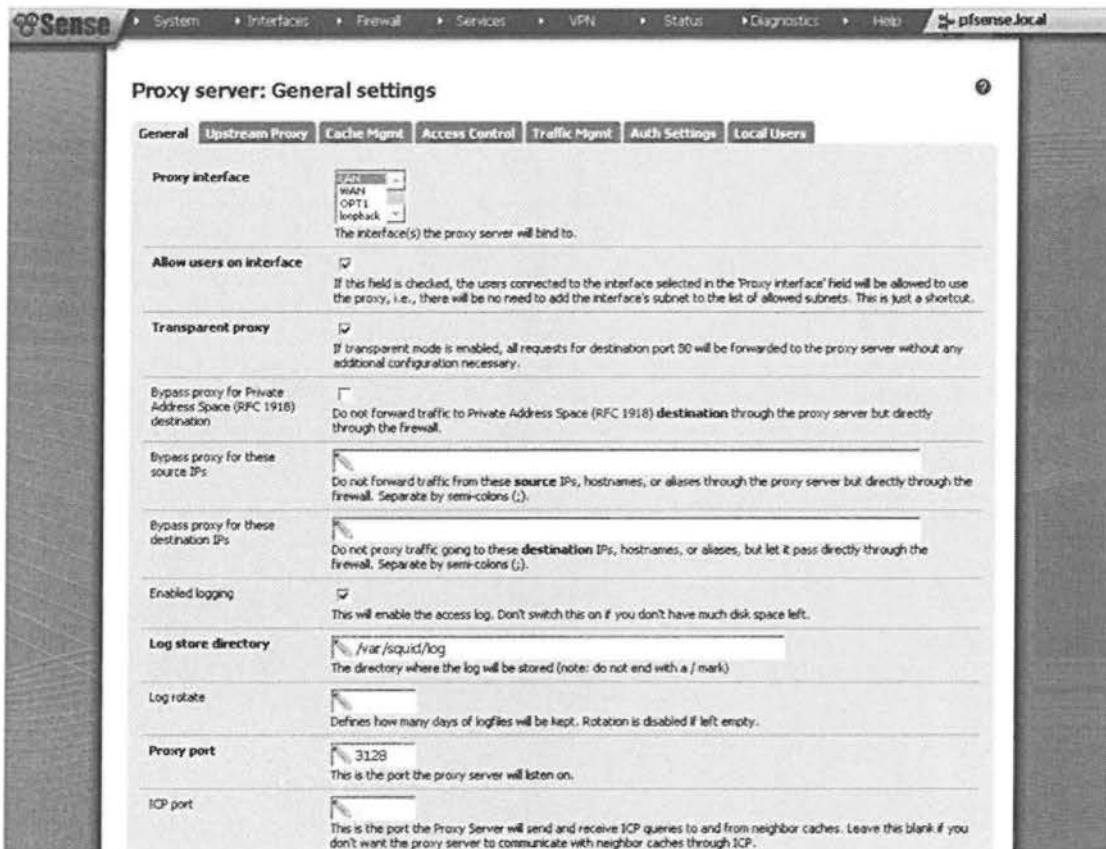 Sense
System
Interfaces
Firewall
Services
VPN
Status
Diagnostics
Help
pfsense.local
Proxy server: General settings
General
Upstream Proxy
Cache Mgmt
Access Control
Traffic Mgmt
Auth Settings
Local Users
Proxy interface
LAN
WAN
OPT1
loopback
The interface(s) the proxy server will bind to.
Allow users on interface
If this field is checked, the users connected to the interface selected in the 'Proxy interface' field will be allowed to use
the proxy, i.e., there will be no need to add the interface's subnet to the list of allowed subnets. This is just a shortcut.
Transparent proxy
If transparent mode is enabled, all requests for destination port 80 will be forwarded to the proxy server without any
additional configuration necessary.
Bypass proxy for Private
Address Space (RFC 1918)
destination
Do not forward traffic to Private Address Space (RFC 1918) destination through the proxy server but directly
through the firewall.
Bypass proxy for these
source IPs
Do not forward traffic from these source IPs, hostnames, or aliases through the proxy server but directly through the
firewall. Separate by semi-colons (;).
Bypass proxy for these
destination IPs
Do not proxy traffic going to these destination IPs, hostnames, or aliases, but let it pass directly through the
firewall. Separate by semi-colons (;).
Enabled logging
This will enable the access log. Don't switch this on if you don't have much disk space left.
Log store directory
/var/squid/log
The directory where the log will be stored (note: do not end with a / mark)
Log rotate
Defines how many days of logfiles will be kept. Rotation is disabled if left empty.
Proxy port
3128
This is the port the proxy server will listen on.
ICP port
This is the port the Proxy Server will send and receive ICP queries to and from neighbor caches. Leave this blank if you
don't want the proxy server to communicate with neighbor caches through ICP.